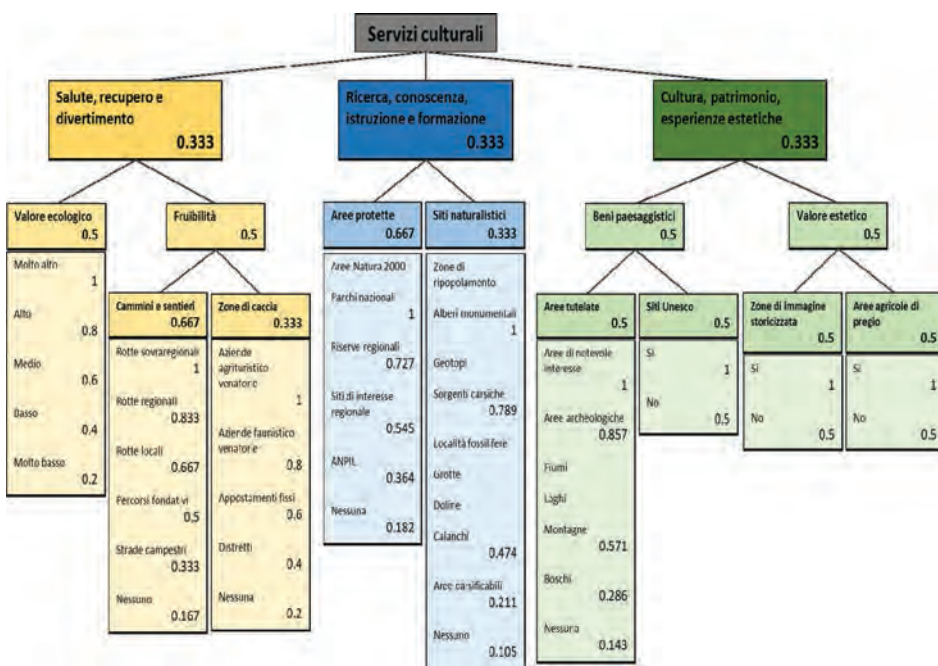 Servizi culturali
Salute, recupero e
divertimento
0.333
Ricerca, conoscenza,
istruzione e formazione
0.333
Cultura, patrimonio,
esperienze estetiche
0.333
Valore ecologico
0.5
Fruibilità
0.5
Aree protette
0.667
Siti naturalistici
0.333
Beni paesaggistici
0.5
Valore estetico
0.5
Molto alto
1
Alto
0.8
Medio
0.6
Basso
0.4
Molto basso
0.2
Cammini e sentieri
0.667
Rotte sovraregionali
1
Rotte regionali
0.833
Rotte locali
0.667
Percorsi fondativi
0.5
Strade campestri
0.333
Nessuno
0.167
Zone di caccia
0.333
Aziende
agrituristico
venatorie
1
Aziende faunistico
venatorie
0.8
Appostamenti fissi
0.6
Distretti
0.4
Nessuna
0.2
Aree Natura 2000
Parchi nazionali
1
Riserve regionali
0.727
Siti di interesse
regionale
0.545
ANPIL
0.364
Nessuna
0.182
Zone di
ripopolamento
Alberi monumentali
1
Geotopi
Sorgenti carsiche
0.789
Località fossilifere
Grotte
Doline
Calanchi
0.474
Aree carsificabili
0.211
Nessuno
0.105
Aree tutelate
0.5
Aree di notevole
interesse
1
Aree archeologiche
0.857
Fiumi
Laghi
Montagne
0.571
Boschi
0.286
Nessuna
0.143
Siti Unesco
0.5
Si
1
No
0.5
Zone di immagine
storicizzata
0.5
Si
1
No
0.5
Aree agricole di
pregio
0.5
Si
1
No
0.5